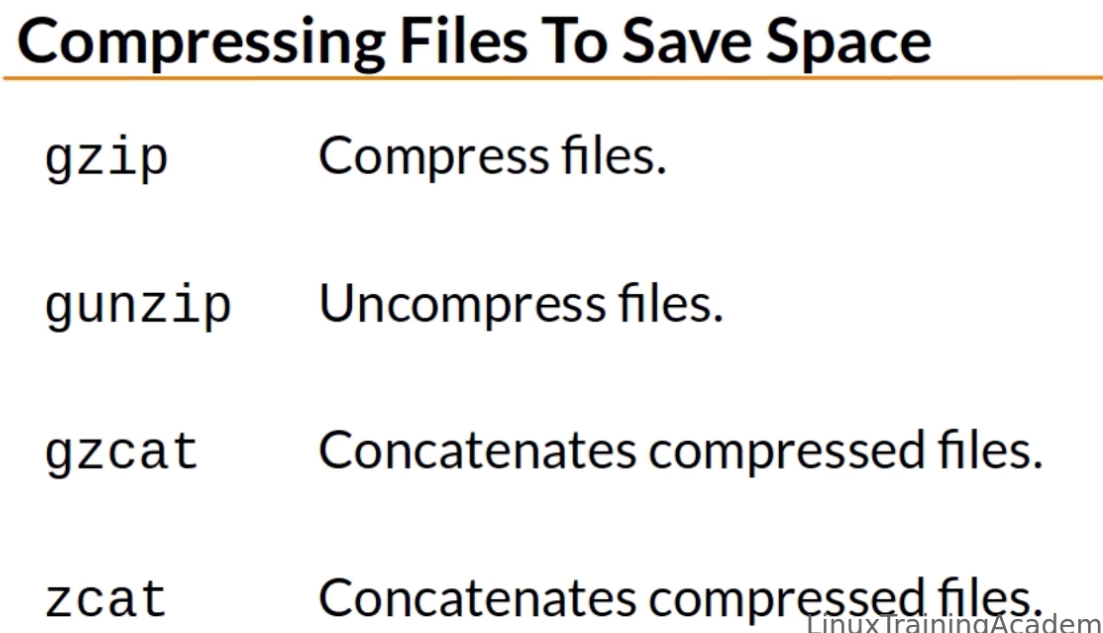 Compressing Files To Save Space
gzip Compress files.
gunzip Uncompress files.
gzcat Concatenates compressed files.
zcat Concatenates compressed files.
LinuxTrainingAcadem